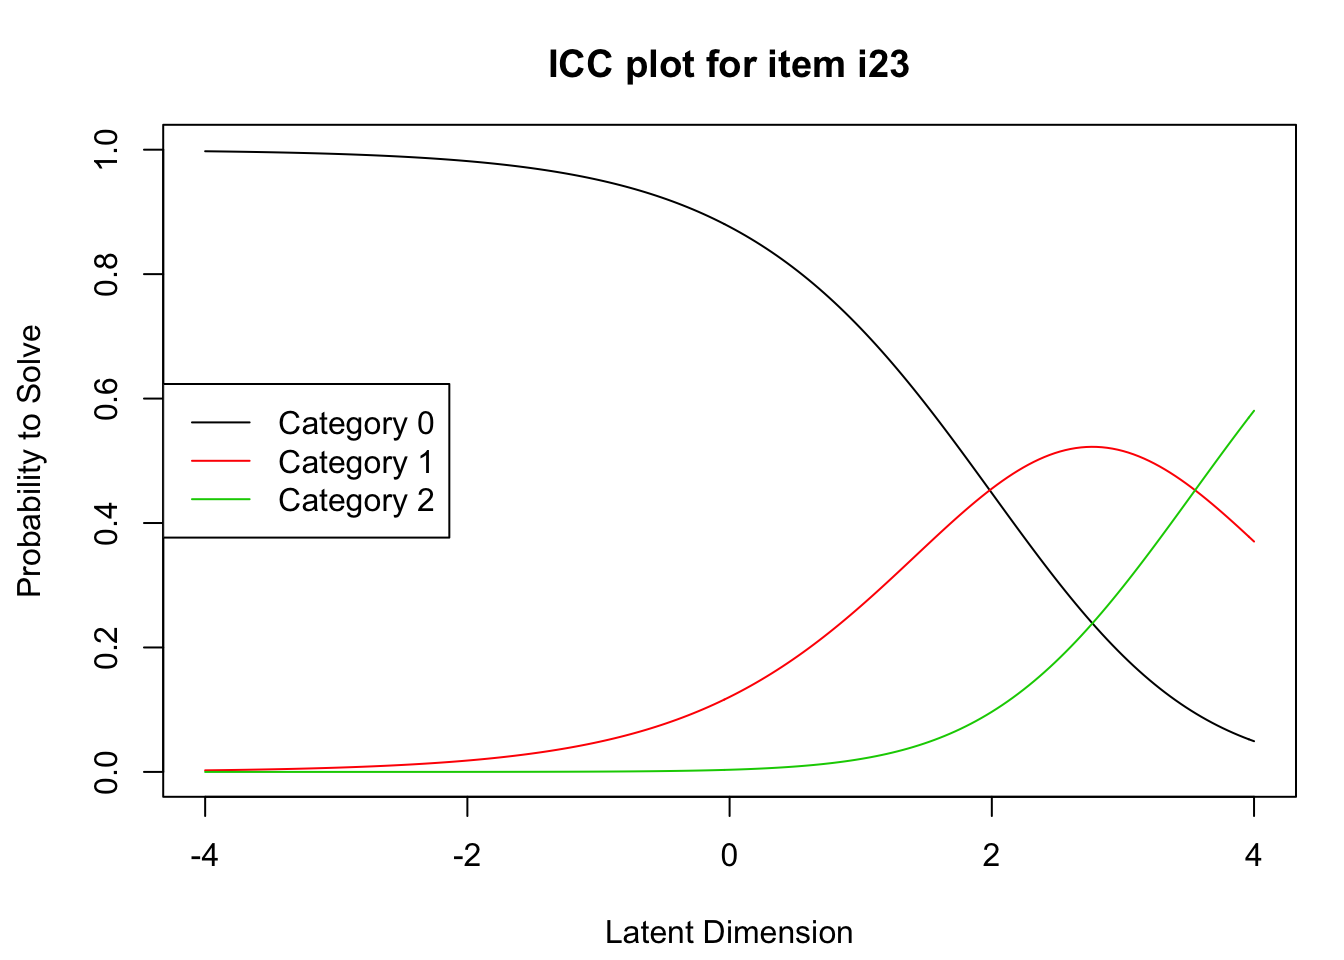 ICC plot for item i23
Probability to Solve
1.0
0.8
0.6
0.4
0.2
0.0
Category 0
Category 1
Category 2
-4 -2 0 2 4
Latent Dimension